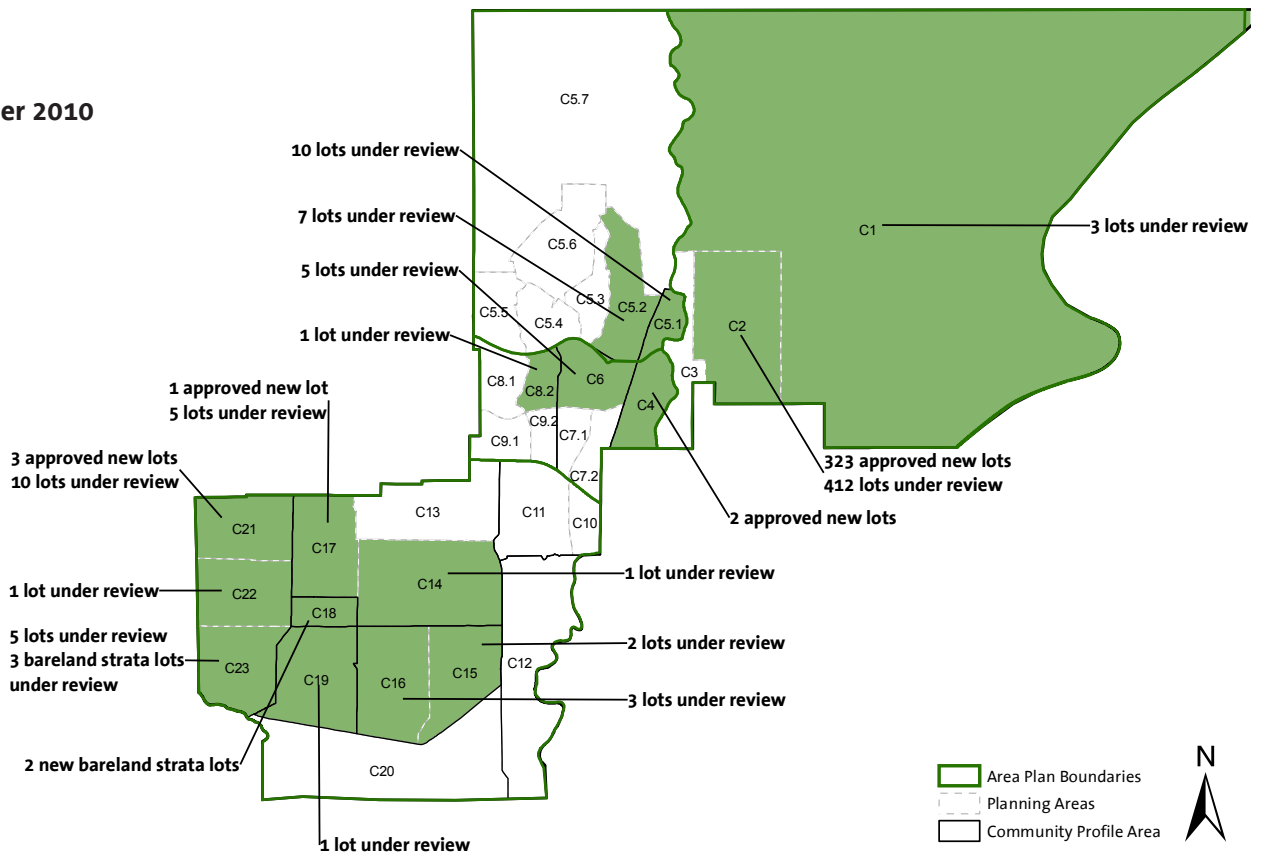 er 2010
C5.7
10 lots under review
7 lots under review
C1
3 lots under review
C5.6
5 lots under review
C5.3
C5.2
C5.5
C5.4
C5.1
C2
1 lot under review
C8.1
C8.2
C6
C3
C4
1 approved new lot
5 lots under review
C9.2
C7.1
C9.1
3 approved new lots
10 lots under review
323 approved new lots
412 lots under review
C7.2
2 approved new lots
C13
C11
C10
C21
C17
1 lot under review
C22
C14
1 lot under review
C18
5 lots under review
3 bareland strata lots
under review
2 lots under review
C23
C19
C16
C15
C12
3 lots under review
2 new bareland strata lots
C20
1 lot under review
N
Area Plan Boundaries
Planning Areas
Community Profile Area